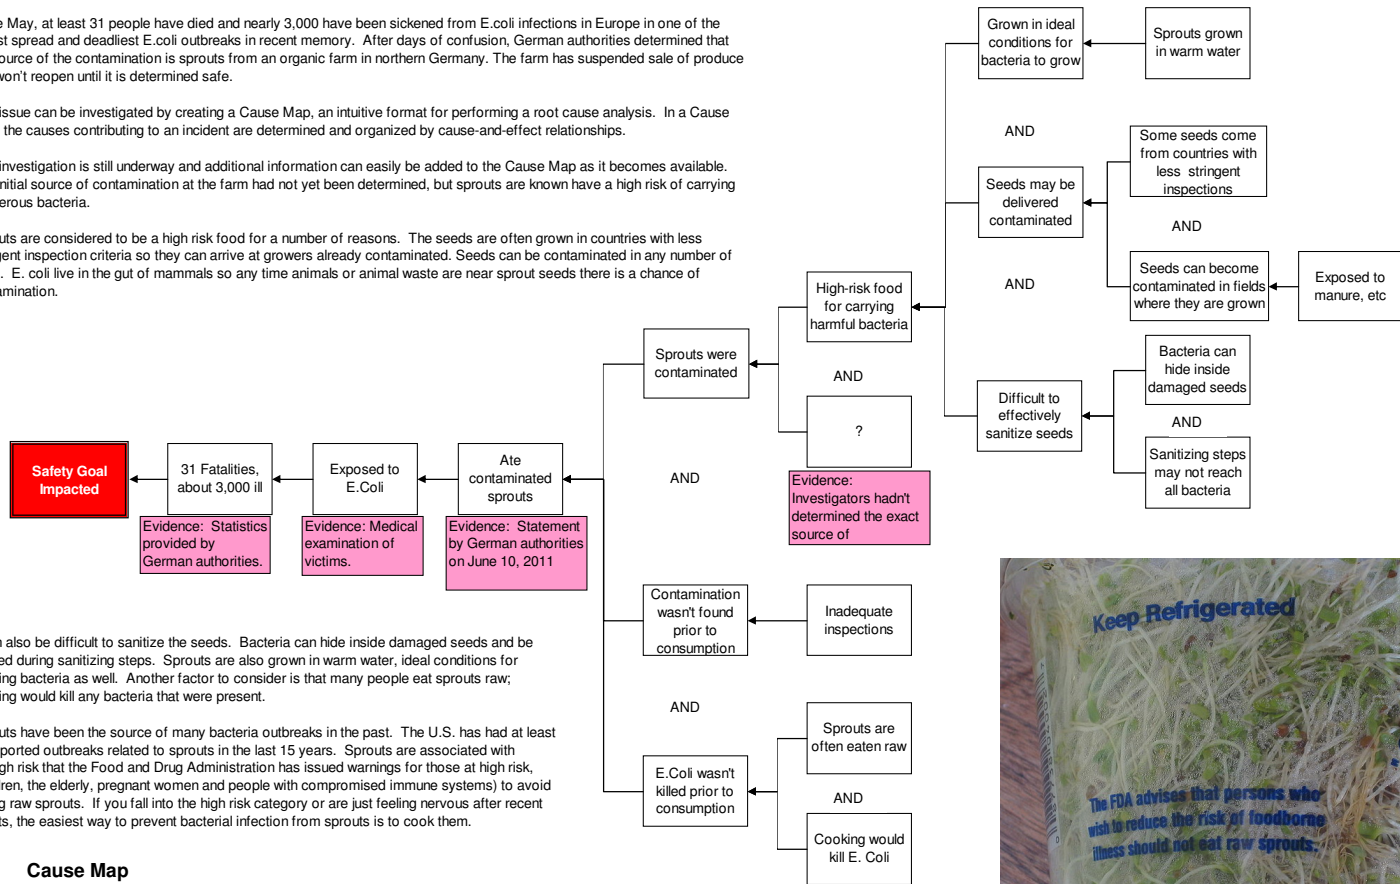 e May, at least 31 people have died and nearly 3,000 have been sickened from E.coli infections in Europe in one of the
st spread and deadliest E.coli outbreaks in recent memory. After days of confusion, German authorities determined that
ource of the contamination is sprouts from an organic farm in northern Germany. The farm has suspended sale of produce
won't reopen until it is determined safe.
issue can be investigated by creating a Cause Map, an intuitive format for performing a root cause analysis. In a Cause
the causes contributing to an incident are determined and organized by cause-and-effect relationships.
investigation is still underway and additional information can easily be added to the Cause Map as it becomes available.
nitial source of contamination at the farm had not yet been determined, but sprouts are known have a high risk of carrying
erous bacteria.
uts are considered to be a high risk food for a number of reasons. The seeds are often grown in countries with less
gent inspection criteria so they can arrive at growers already contaminated. Seeds can be contaminated in any number of
. E. coli live in the gut of mammals so any time animals or animal waste are near sprout seeds there is a chance of
amination.
Safety Goal
Impacted
31 Fatalities,
about 3,000 ill
Evidence: Statistics
provided by
German authorities.
Exposed to
E.Coli
Evidence: Medical
examination of
victims.
Ate
contaminated
sprouts
Evidence: Statement
by German authorities
on June 10, 2011
Sprouts were
contaminated
AND
Contamination
wasn't found
prior to
consumption
AND
E.Coli wasn't
killed prior to
consumption
High-risk food
for carrying
harmful bacteria
AND
?
Evidence:
Investigators hadn't
determined the exact
source of
Inadequate
inspections
Sprouts are
often eaten raw
AND
Cooking would
kill E. Coli
Grown in ideal
conditions for
bacteria to grow
AND
Seeds may be
delivered
contaminated
AND
Difficult to
effectively
sanitize seeds
Sprouts grown
in warm water
Some seeds come
from countries with
less stringent
inspections
AND
Seeds can become
contaminated in fields
where they are grown
Exposed to
manure, etc
Bacteria can
hide inside
damaged seeds
AND
Sanitizing steps
may not reach
all bacteria
n also be difficult to sanitize the seeds. Bacteria can hide inside damaged seeds and be
ed during sanitizing steps. Sprouts are also grown in warm water, ideal conditions for
ing bacteria as well. Another factor to consider is that many people eat sprouts raw;
ing would kill any bacteria that were present.
uts have been the source of many bacteria outbreaks in the past. The U.S. has had at least
ported outbreaks related to sprouts in the last 15 years. Sprouts are associated with
gh risk that the Food and Drug Administration has issued warnings for those at high risk,
dren, the elderly, pregnant women and people with compromised immune systems) to avoid
g raw sprouts. If you fall into the high risk category or are just feeling nervous after recent
ts, the easiest way to prevent bacterial infection from sprouts is to cook them.
Cause Map
Keep Refrigerated
The FDA advises that persons who
wish to reduce the risk of foodborne
illness should not eat raw sprouts.